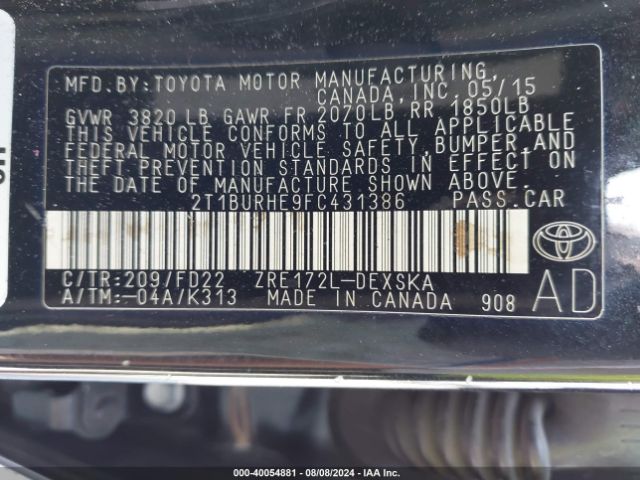 MFD.BY:TOYOTA MOTOR MANUFACTURING,
CANADA,INC.05/15
GVWR 3820 LB GAWR FR 2070LB RR 1850LB
THIS VEHICLE CONFORMS TO ALL APPLICABLE
FEDERAL MOTOR VEHICLE SAFETY,BUMPER,AND
THEFT PREVENTION STANDARDS IN EFFECT ON
THE DATE OF MANUFACTURE SHOWN ABOVE.
2T1BURHE9FC431386 PASS.CAR
C/TR:209/FD22 ZRE172L-DEXSKA
A/TM:-04A/K313 MADE IN CANADA 908
AD
000-40054881 - 08/08/2024 - IAA Inc.